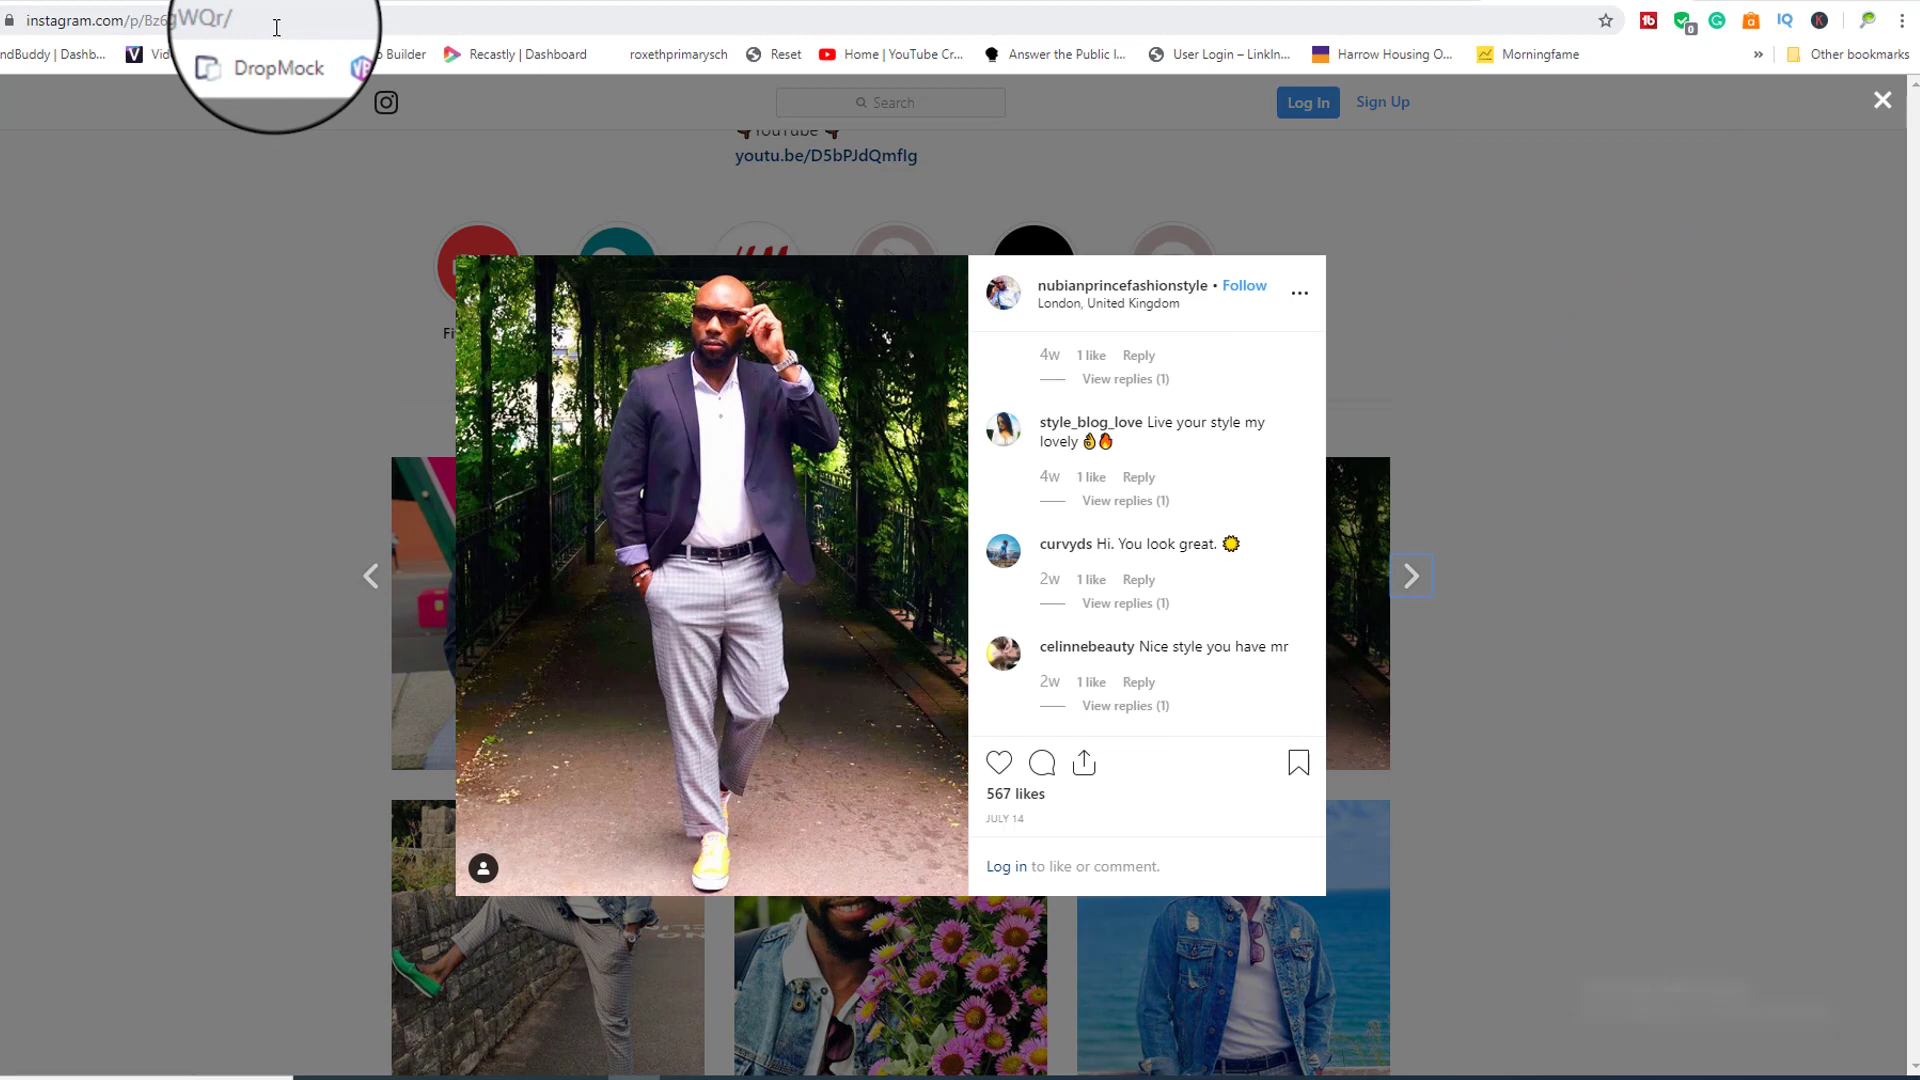 instagram.com/p/Bz6gWQr/
ndBuddy | Dashb...
DropMock
Builder
Recastly | Dashboard
roxethprimarysch
Reset
Home | YouTube Cr...
Answer the Public I...
User Login – LinkIn...
Harrow Housing O...
Morningfame
»
Other bookmarks
Search
Log In
Sign Up
YouTube
youtu.be/D5bPJdQmfIg
nubianprincefashionstyle • Follow
London, United Kingdom
4w 1 like Reply
View replies (1)
style_blog_love Live your style my
lovely 👌🔥
4w 1 like Reply
View replies (1)
curvyds Hi. You look great.
2w 1 like Reply
View replies (1)
celinnebeauty Nice style you have mr
2w 1 like Reply
View replies (1)
567 likes
JULY 14
Log in to like or comment.